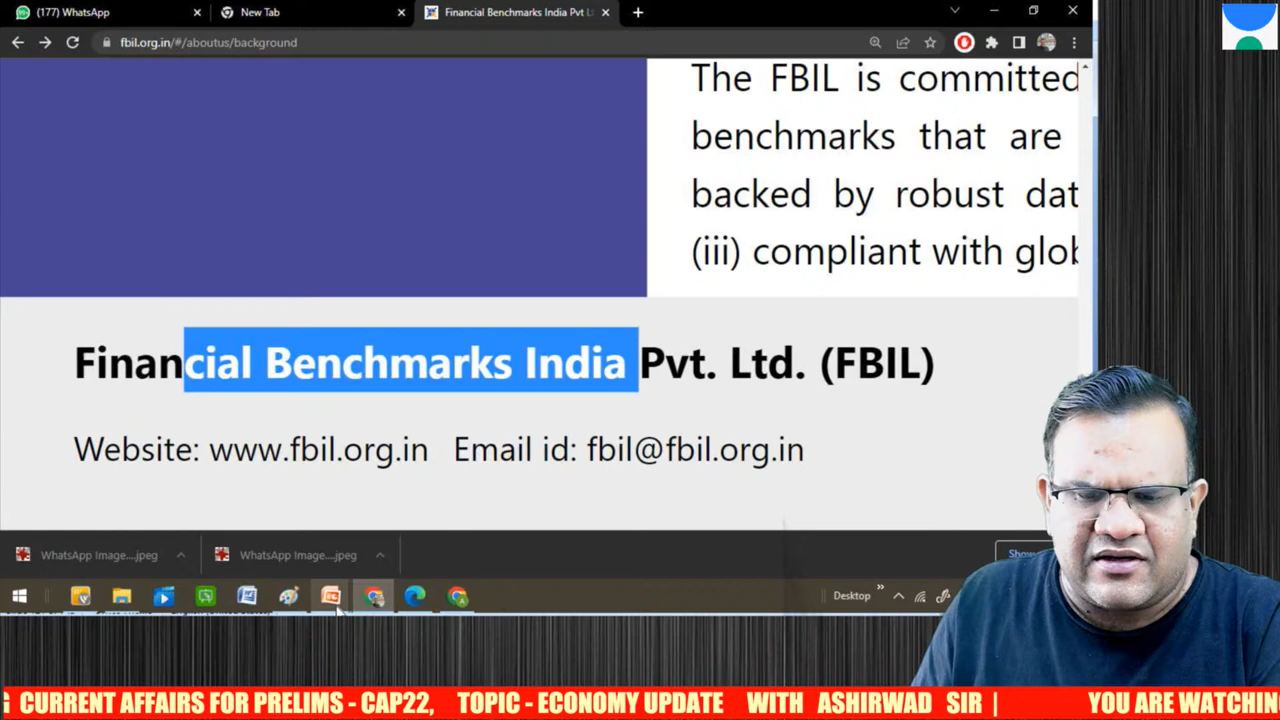 (177) WhatsApp
New Tab
Financial Benchmarks India Pvt L
fbil.org.in/#/aboutus/background
The FBIL is committed
benchmarks that are
backed by robust dat
(iii) compliant with glob
Financial Benchmarks India Pvt. Ltd. (FBIL)
Website: www.fbil.org.in Email id: fbil@fbil.org.in
WhatsApp Image....jpeg
WhatsApp Image....jpeg
Show
Desktop
G CURRENT AFFAIRS FOR PRELIMS - CAP22, TOPIC - ECONOMY UPDATE WITH ASHIRWAD SIR | YOU ARE WATCHIN